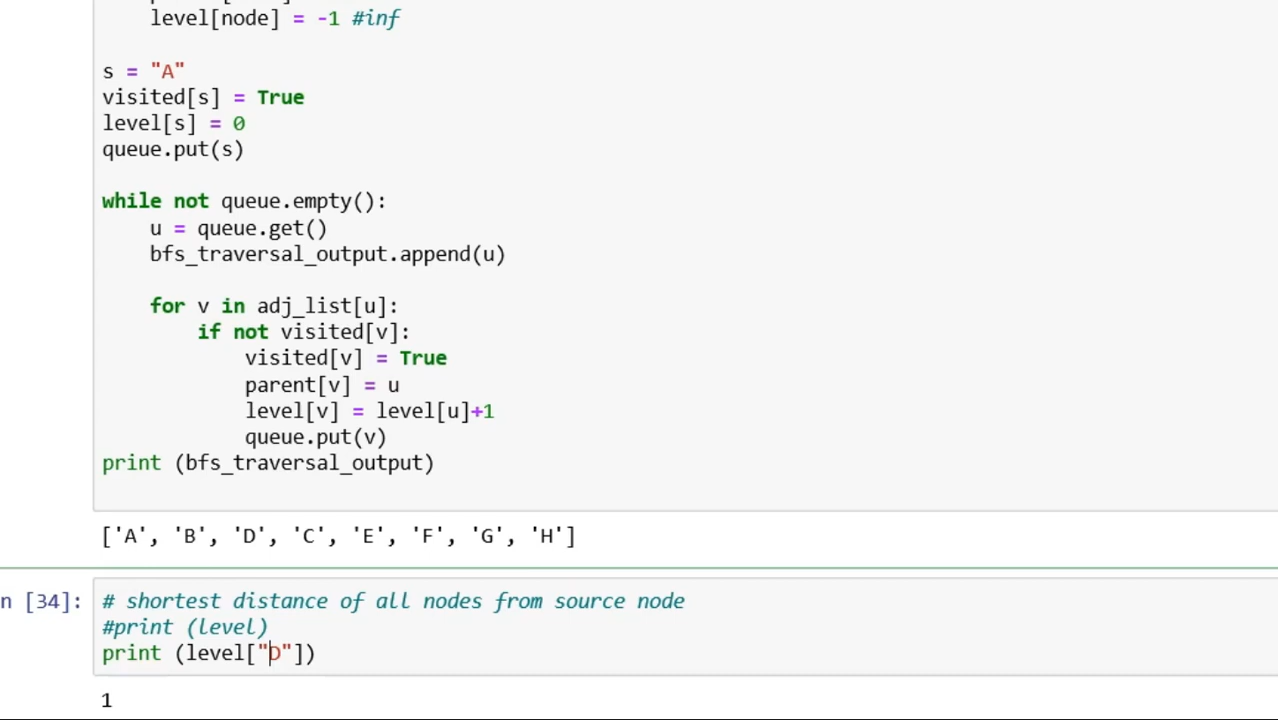 level[node] = -1 #inf
s = "A"
visited[s] = True
level[s] = 0
queue.put(s)
while not queue.empty():
u = queue.get()
bfs_traversal_output.append(u)
for v in adj_list[u]:
if not visited[v]:
visited[v] = True
parent[v] = u
level[v] = level[u]+1
queue.put(v)
print (bfs_traversal_output)
['A', 'B', 'D', 'C', 'E', 'F', 'G', 'H']
n [34]: # shortest distance of all nodes from source node
#print (level)
print (level["D"])
1